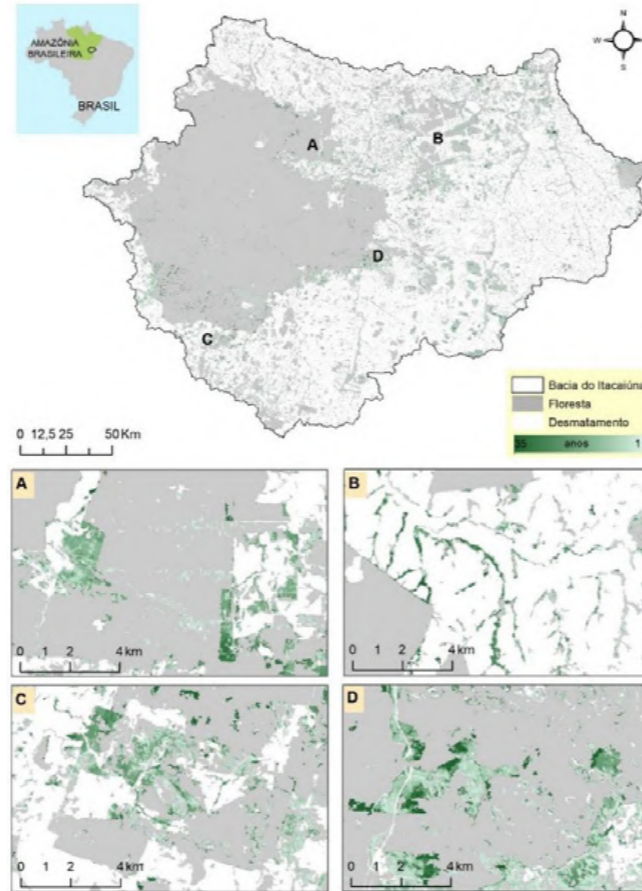 AMAZÔNIA
BRASILEIRA
BRASIL
N
W
S
A
B
D
C
Bacia do Itacaiúna
Floresta
Desmatamento
35 anos 1
0 12,5 25 50 Km
A
0 1 2 4 km
B
0 1 2 4 km
C
0 1 2 4 km
D
0 1 2 4 km